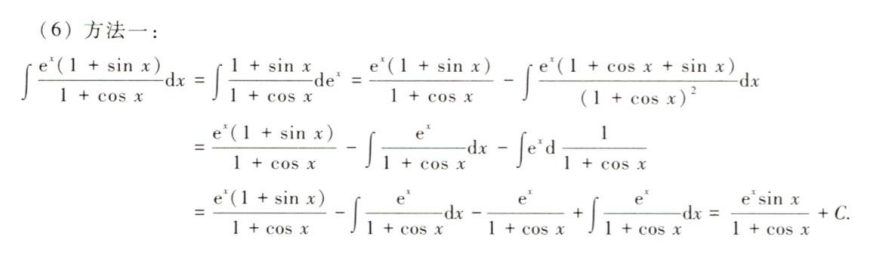 (6) 方法一:
∫ e^x(1 + sin x)/(1 + cos x) dx = ∫ (1 + sin x)/(1 + cos x) de^x = e^x(1 + sin x)/(1 + cos x) - ∫ e^x(1 + cos x + sin x)/(1 + cos x)^2 dx
= e^x(1 + sin x)/(1 + cos x) - ∫ e^x/(1 + cos x) dx - ∫ e^x d 1/(1 + cos x)
= e^x(1 + sin x)/(1 + cos x) - ∫ e^x/(1 + cos x) dx - e^x/(1 + cos x) + ∫ e^x/(1 + cos x) dx = e^x sin x/(1 + cos x) + C.